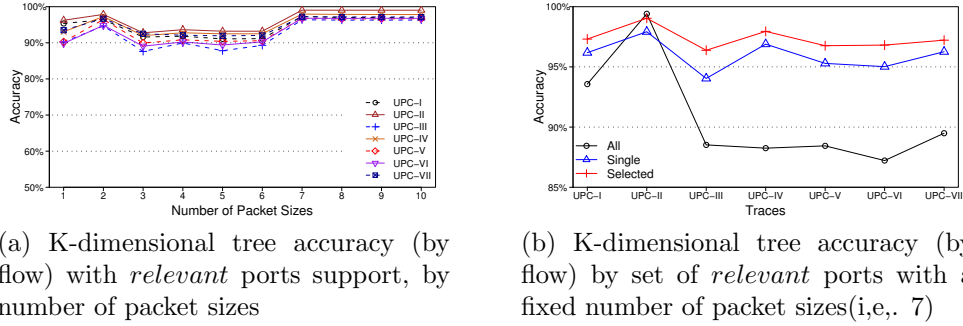 100%
90%
80%
70%
60%
50%
Accuracy
1 2 3 4 5 6 7 8 9 10
Number of Packet Sizes
UPC−I
UPC−II
UPC−III
UPC−IV
UPC−V
UPC−VI
UPC−VII
(a) K-dimensional tree accuracy (by
flow) with relevant ports support, by
number of packet sizes
100%
95%
90%
85%
Accuracy
All
Single
Selected
UPC−I UPC−II UPC−III UPC−IV UPC−V UPC−VI UPC−VII
Traces
(b) K-dimensional tree accuracy (by
flow) by set of relevant ports with a
fixed number of packet sizes(i,e,. 7)